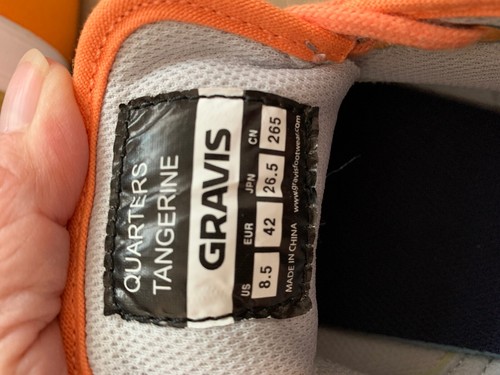 QUARTERS
TANGERINE
GRAVIS
US 8.5 EUR 42 JPN 26.5 CN 265
MADE IN CHINA www.gravisfootwear.com